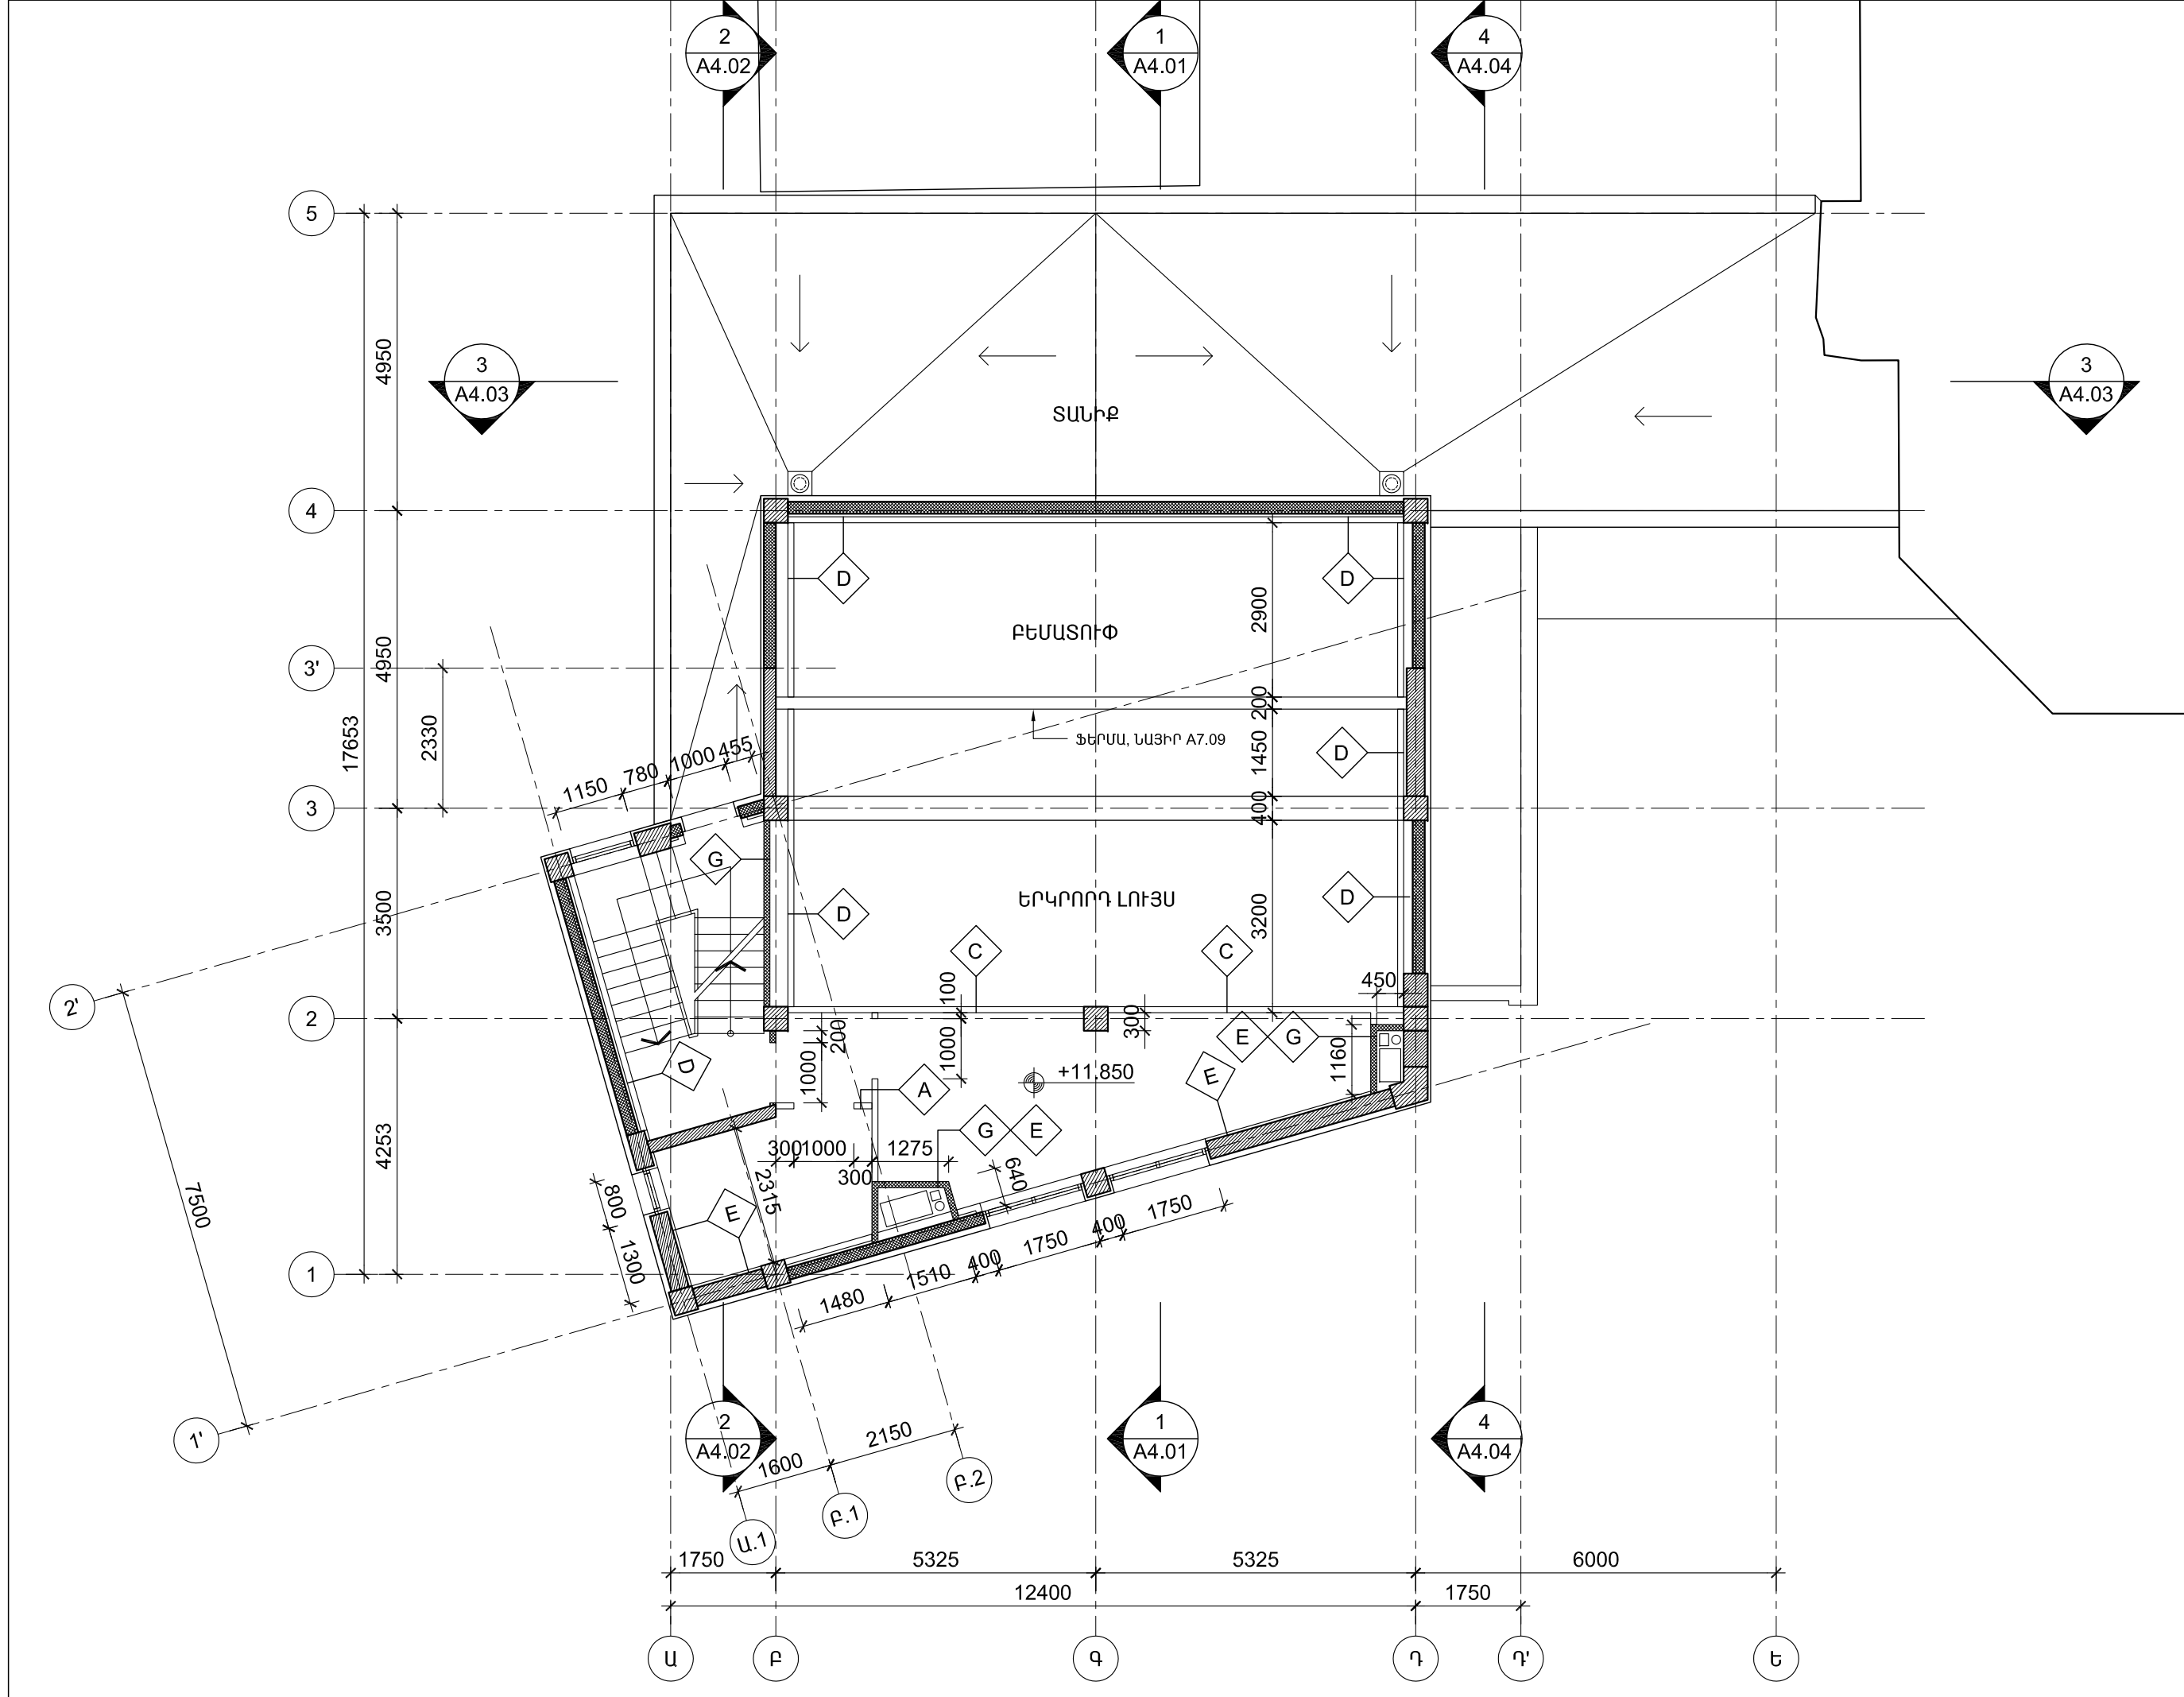 2
A4.02
1
A4.01
4
A4.04
5
4950
3
A4.03
3
A4.03
ՏԱՆԻՔ
4
D
D
2900
ԲԵՄԱՏՈՒՓ
3'
4950
17653
2330
200
ՖԵՐՄԱ, ՆԱՅԻՐ A7.09
1450
D
1150
780
1000
455
3
400
G
D
ԵՐԿՐՈՐԴ ԼՈՒՅՍ
D
3500
3200
C
C
450
100
2'
2
300
E
G
200
1000
1000
1160
+11.850
D
E
A
G
E
4253
300
1000
1275
300
640
2315
7500
800
E
1750
400
1750
400
1510
1480
1300
1
1'
2
A4.02
1
A4.01
4
A4.04
2150
1600
Բ.2
Բ.1
Ա.1
1750
5325
5325
6000
12400
1750
Ա
Բ
Գ
Դ
Դ'
Ե